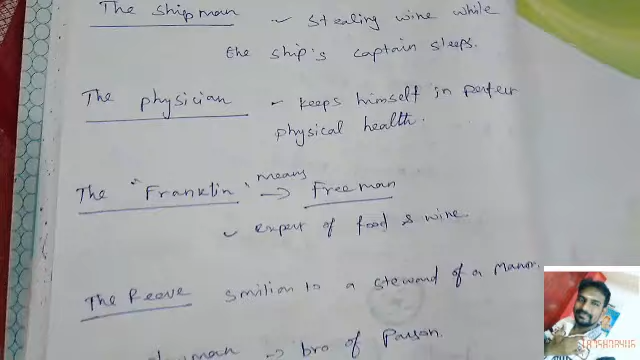 The shipman ~ stealing wine while
the ship's captain sleeps.
The physician ~ keeps himself in perfect
physical health.
The "Franklin" means → Freeman
~ expert of food & wine
The Reeve smilian to a steward of a Manor
→ bro of Parson.